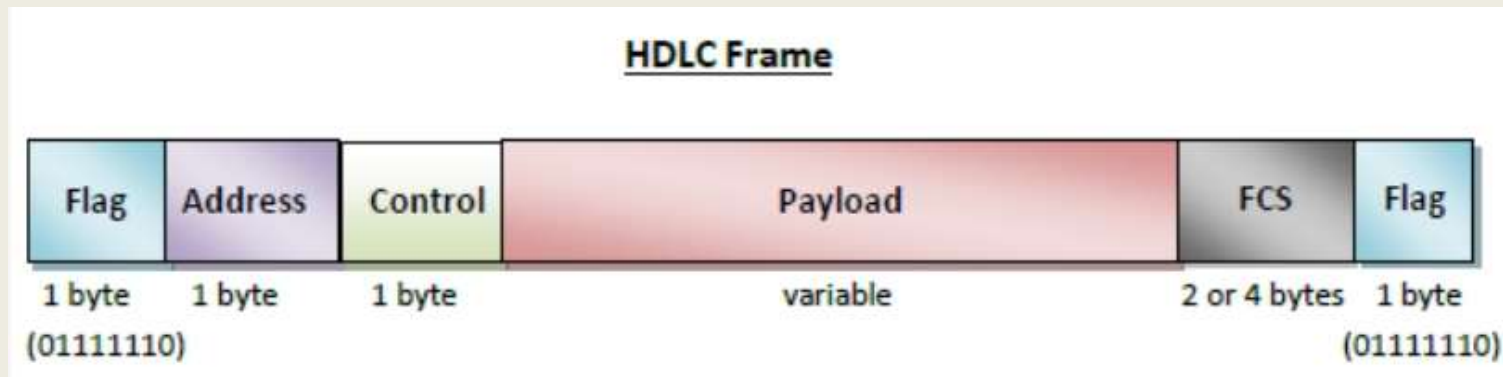 HDLC Frame
Flag Address Control Payload FCS Flag
1 byte 1 byte 1 byte variable 2 or 4 bytes 1 byte
(01111110) (01111110)